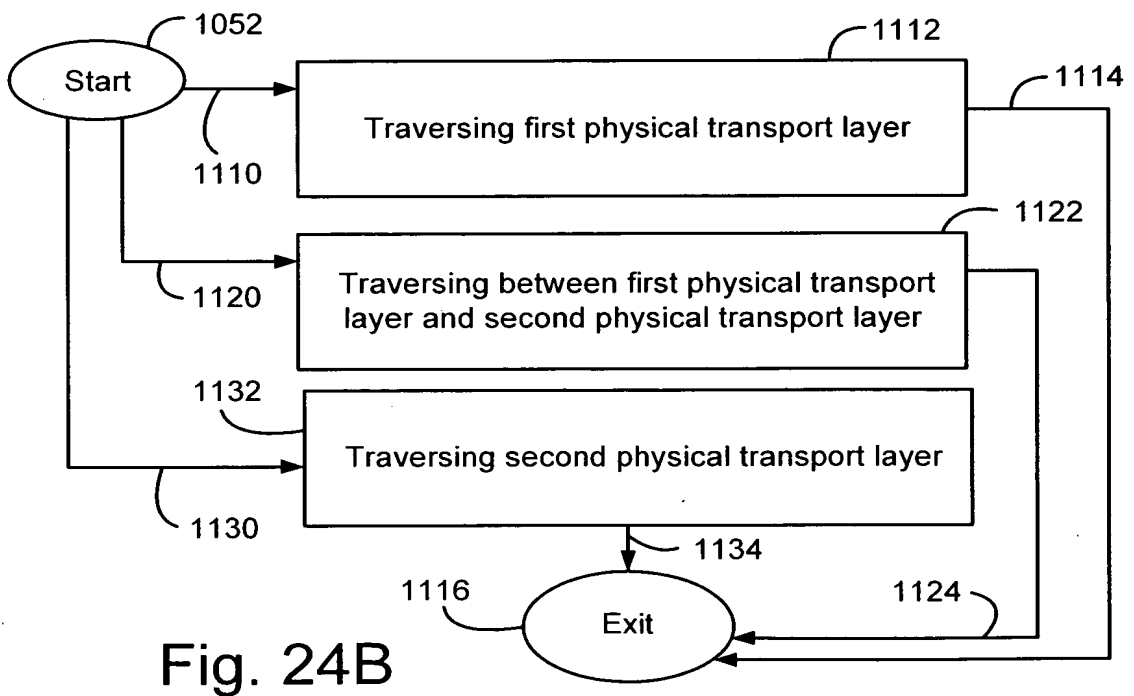 1052
Start
1110
1112
Traversing first physical transport layer
1114
1120
1122
Traversing between first physical transport
layer and second physical transport layer
1132
Traversing second physical transport layer
1130
1134
1116
Exit
1124
Fig. 24B